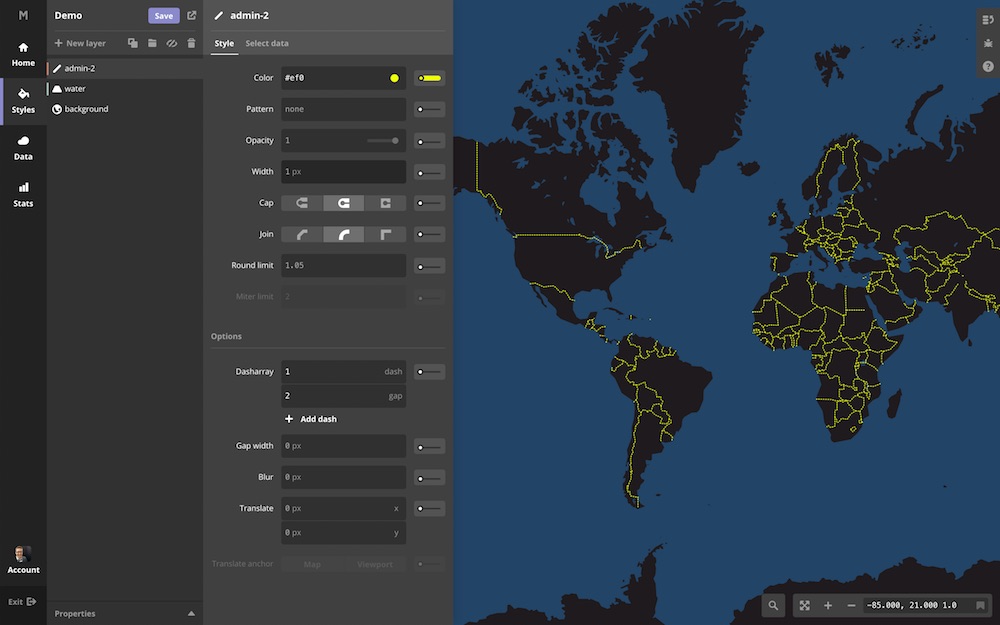 Demo
Save
New layer
admin-2
water
background
Home
Styles
Data
Stats
Account
Exit
Properties
admin-2
Style
Select data
Color
#ef0
Pattern
none
Opacity
1
Width
1 px
Cap
Join
Round limit
1.05
Miter limit
2
Options
Dasharray
1
dash
2
gap
Add dash
Gap width
0 px
Blur
0 px
Translate
0 px
x
0 px
y
Translate anchor
Map
Viewport
-85.000, 21.000 1.0